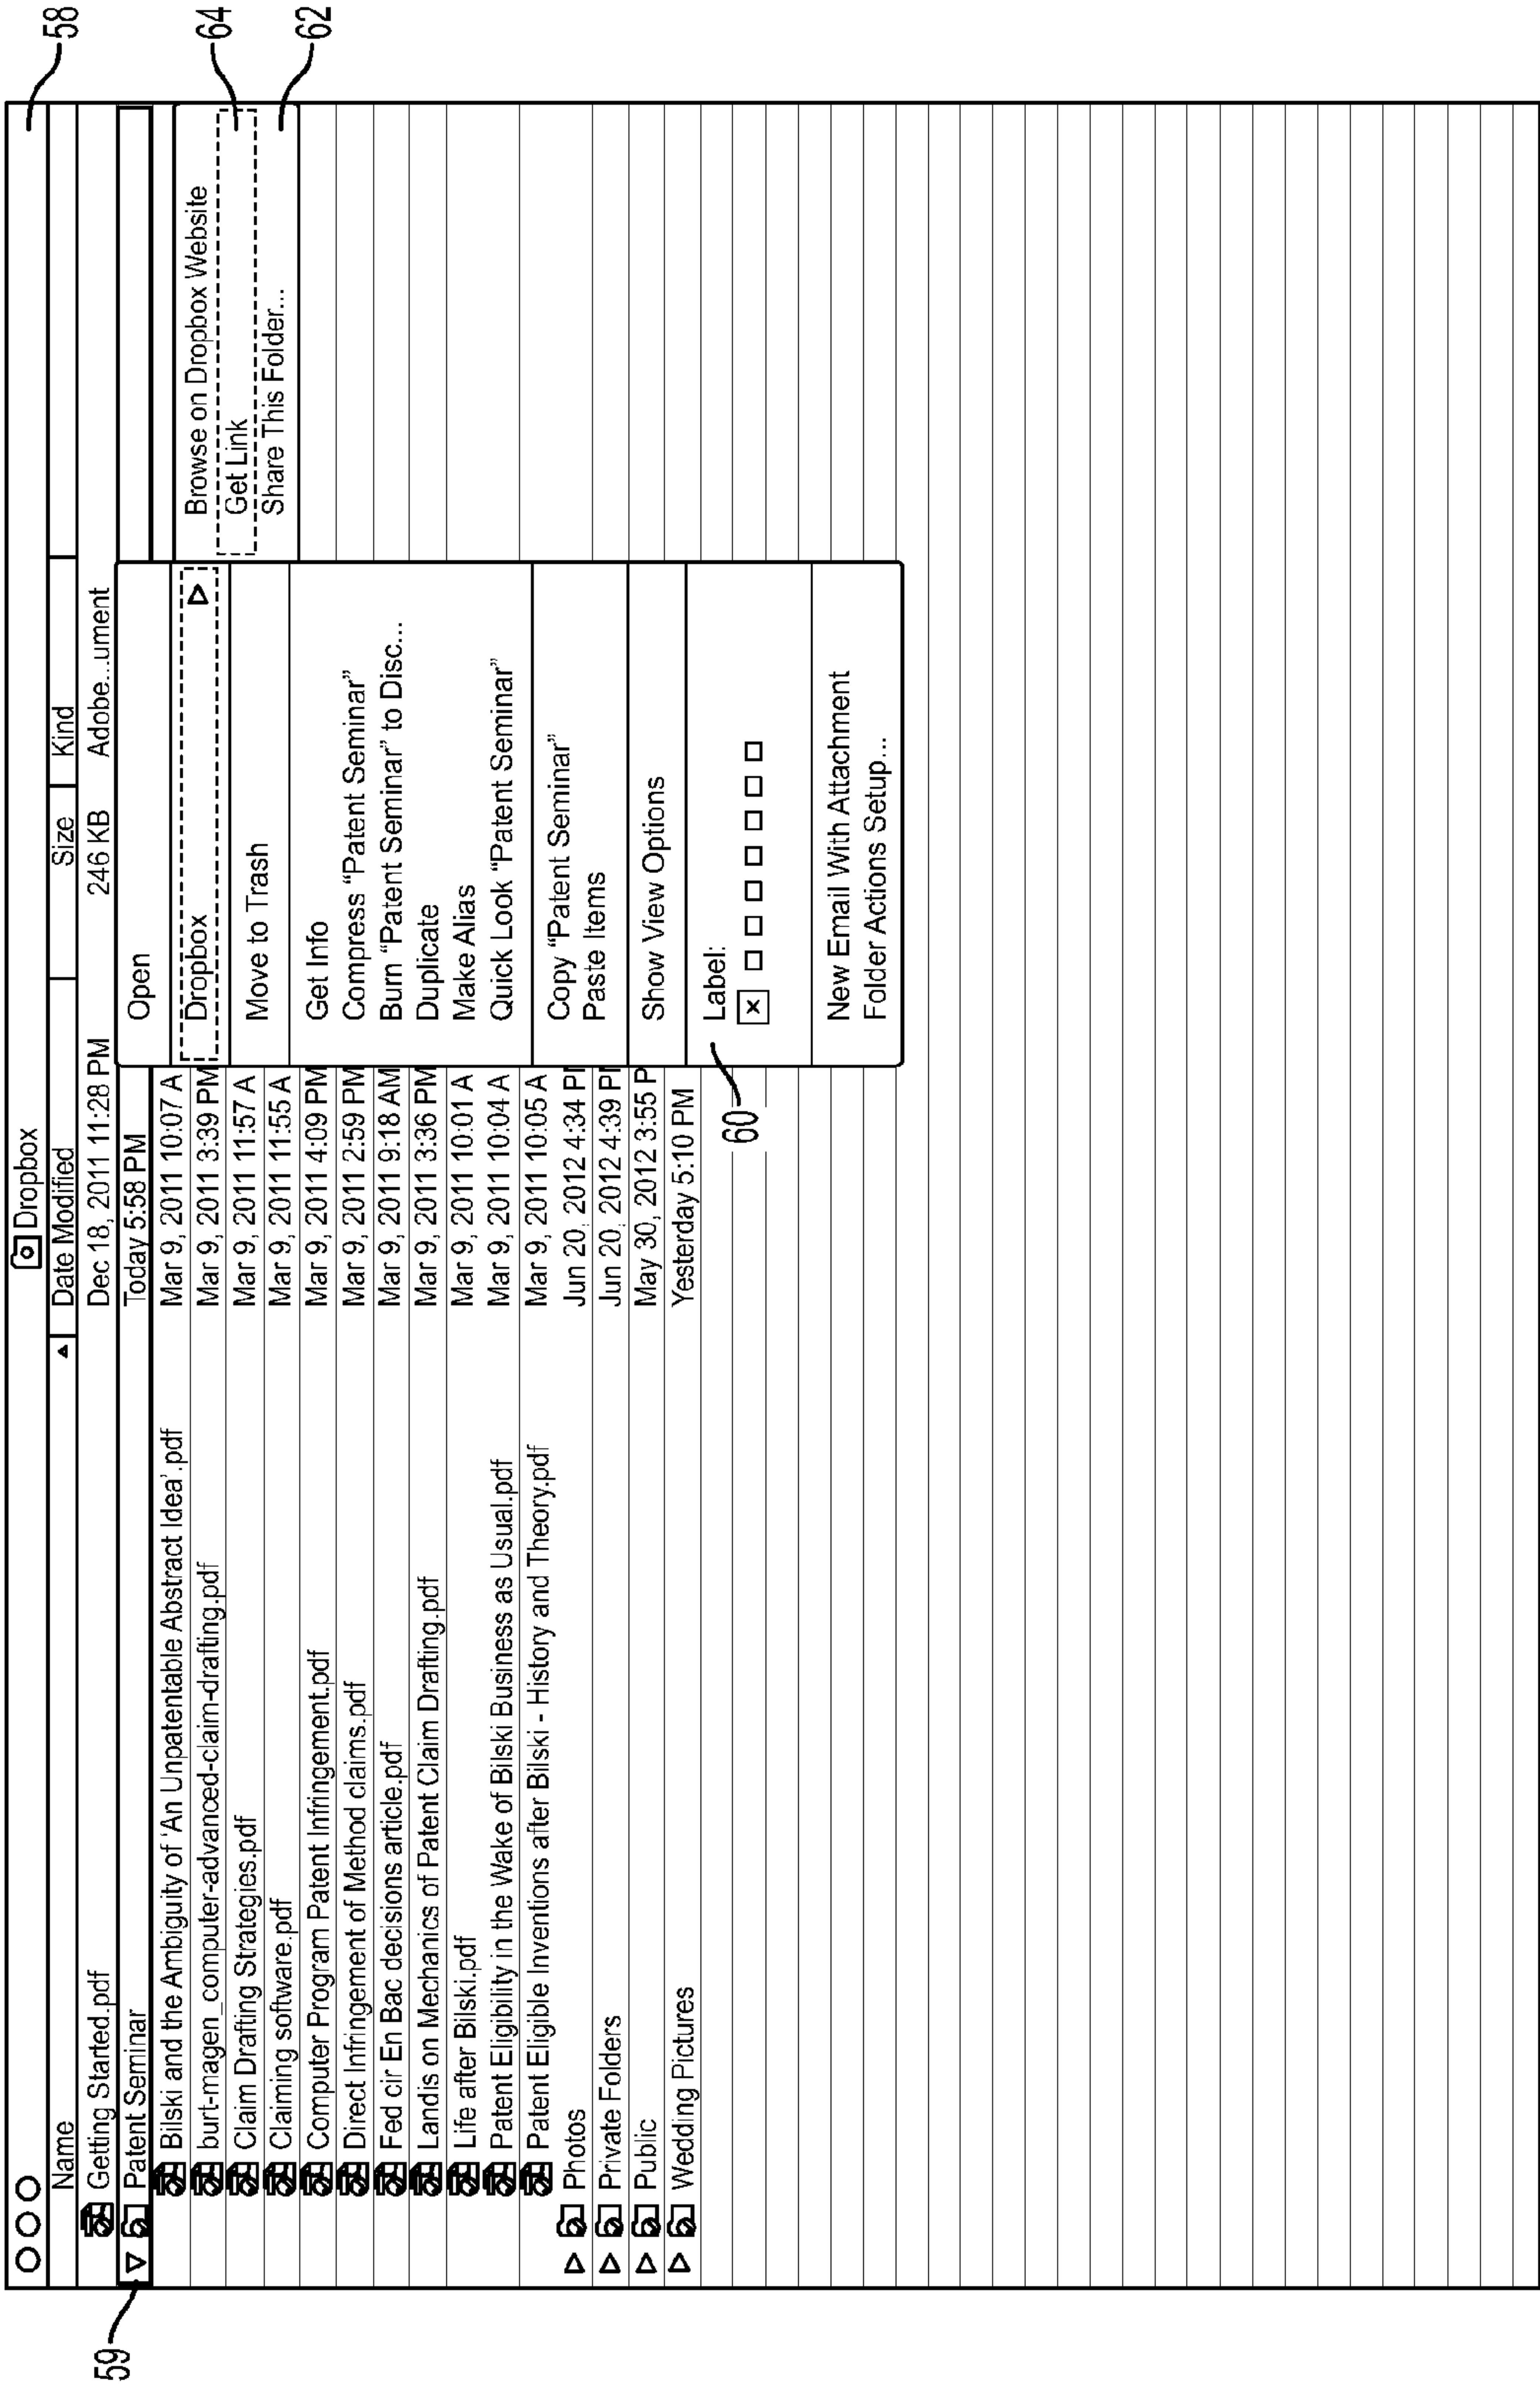 58
Dropbox
Name Date Modified Size Kind
Getting Started.pdf Dec 18, 2011 11:28 PM 246 KB Adobe...ument
59 Patent Seminar Today 5:58 PM
Bilski and the Ambiguity of ‘An Unpatentable Abstract Idea’.pdf Mar 9, 2011 10:07 A
burt-magen_computer-advanced-claim-drafting.pdf Mar 9, 2011 3:39 PM
Claim Drafting Strategies.pdf Mar 9, 2011 11:57 A
Claiming software.pdf Mar 9, 2011 11:55 A
Computer Program Patent Infringement.pdf Mar 9, 2011 4:09 PM
Direct Infringement of Method claims.pdf Mar 9, 2011 2:59 PM
Fed cir En Bac decisions article.pdf Mar 9, 2011 9:18 AM
Landis on Mechanics of Patent Claim Drafting.pdf Mar 9, 2011 3:36 PM
Life after Bilski.pdf Mar 9, 2011 10:01 A
Patent Eligibility in the Wake of Bilski Business as Usual.pdf Mar 9, 2011 10:04 A
Patent Eligible Inventions after Bilski - History and Theory.pdf Mar 9, 2011 10:05 A
Photos Jun 20, 2012 4:34 P
Private Folders Jun 20, 2012 4:39 P
Public May 30, 2012 3:55 P
Wedding Pictures Yesterday 5:10 PM
60
Open
Dropbox
Move to Trash
Get Info
Compress “Patent Seminar”
Burn “Patent Seminar” to Disc...
Duplicate
Make Alias
Quick Look “Patent Seminar”
Copy “Patent Seminar”
Paste Items
Show View Options
Label:
x
New Email With Attachment
Folder Actions Setup...
Browse on Dropbox Website
Get Link
64
Share This Folder...
62